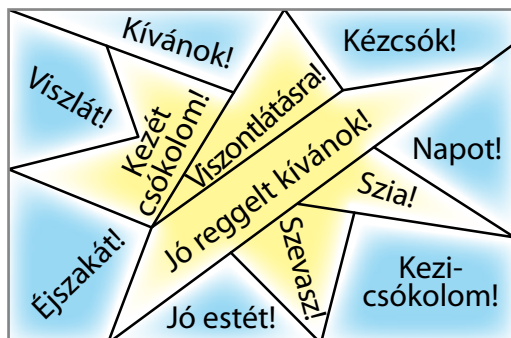 Kívánok!
Kézcsók!
Viszlát!
Kezét
csókolom!
Viszontlátásra!
Jó reggelt kívánok!
Napot!
Szia!
Szevasz!
Éjszakát!
Jó estét!
Kezi-
csókolom!